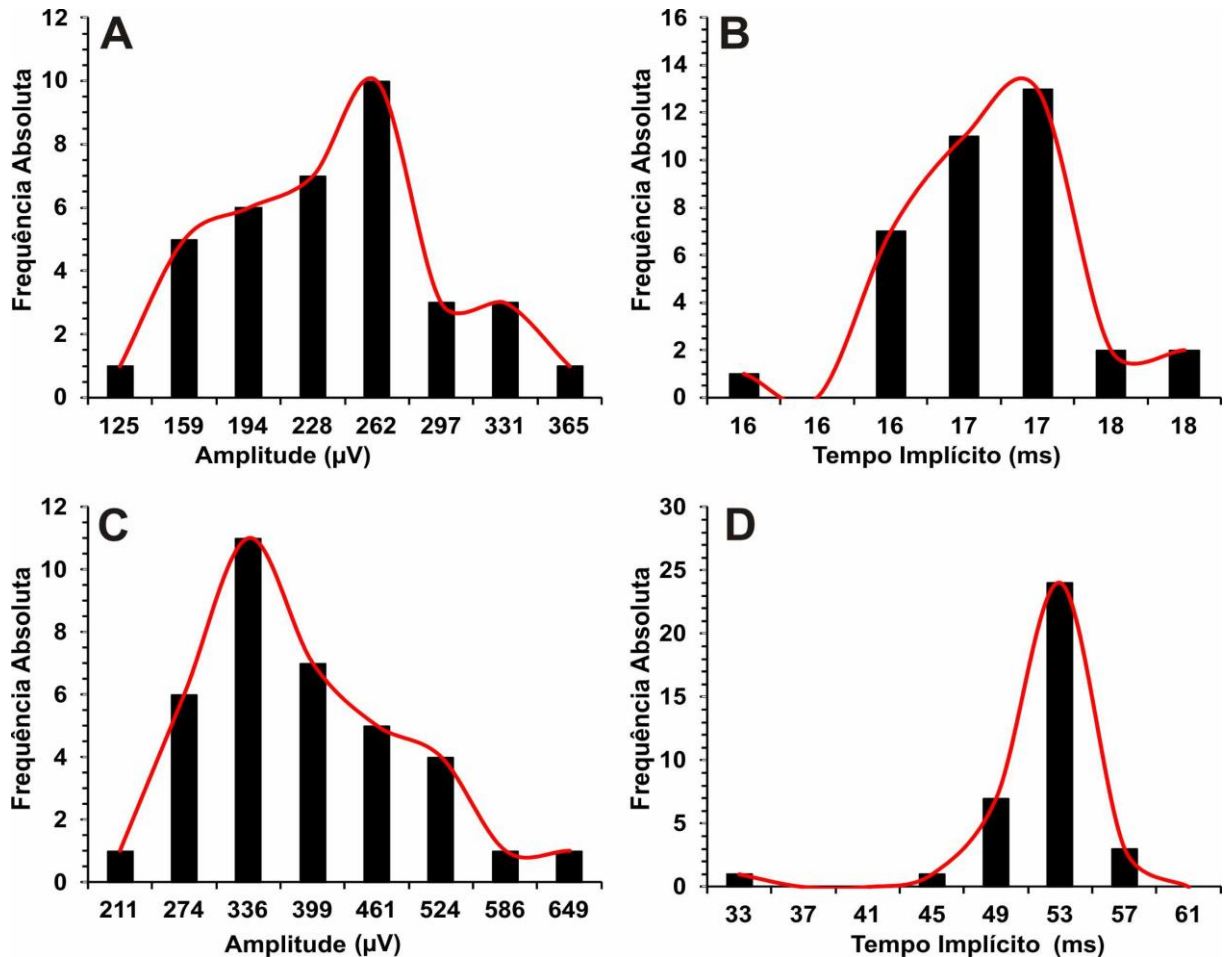 A
Frequência Absoluta
12
10
8
6
4
2
0
125 159 194 228 262 297 331 365
Amplitude (µV)
B
Frequência Absoluta
16
14
12
10
8
6
4
2
0
16 16 16 17 17 18 18
Tempo Implícito (ms)
C
Frequência Absoluta
12
10
8
6
4
2
0
211 274 336 399 461 524 586 649
Amplitude (µV)
D
Frequência Absoluta
30
25
20
15
10
5
0
33 37 41 45 49 53 57 61
Tempo Implícito (ms)